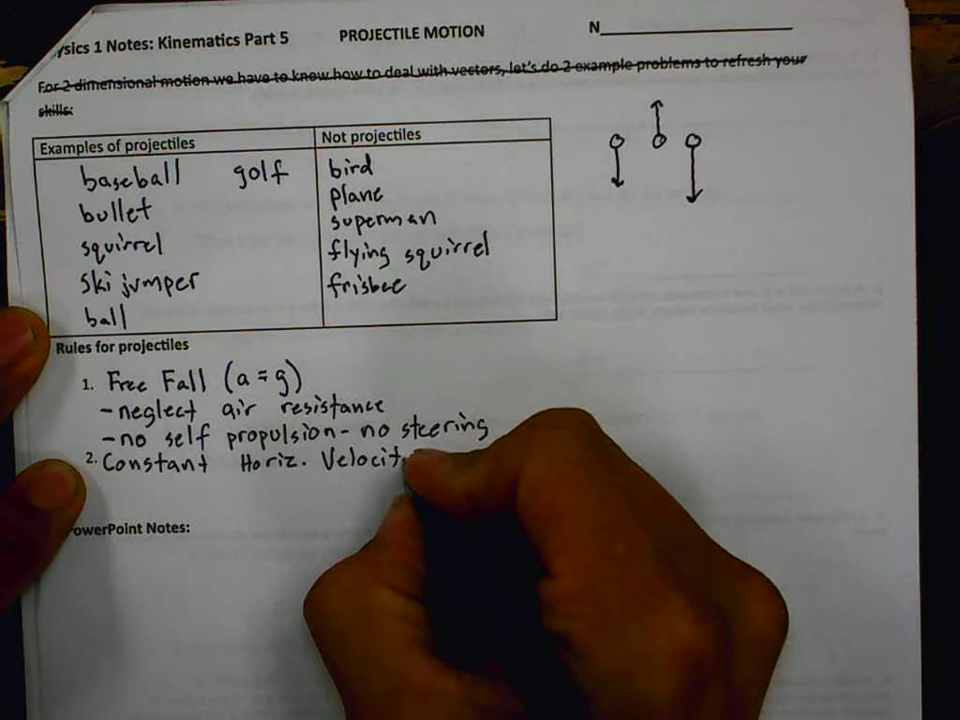 ysics 1 Notes: Kinematics Part 5 PROJECTILE MOTION N
For 2 dimensional motion we have to know how to deal with vectors, let's do 2 example problems to refresh your
skills:
Examples of projectiles Not projectiles
baseball golf bird
bullet plane
squirrel superman
ski jumper flying squirrel
ball frisbee
Rules for projectiles
1. Free Fall (a = g)
- neglect air resistance
- no self propulsion - no steering
2. Constant Horiz. Velocit
owerPoint Notes: